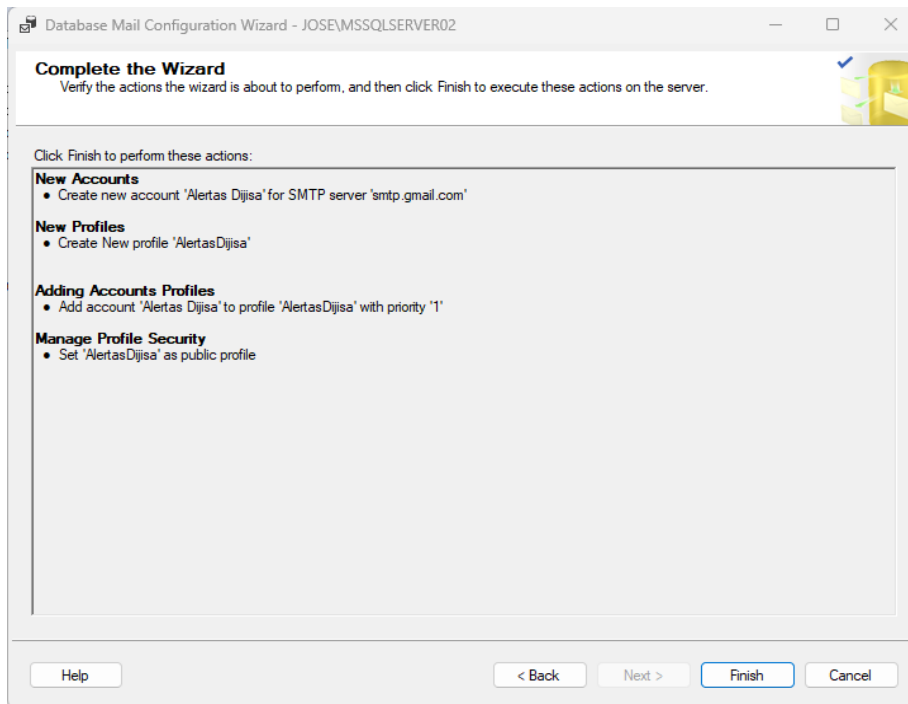 Database Mail Configuration Wizard - JOSE\MSSQLSERVER02
Complete the Wizard
Verify the actions the wizard is about to perform, and then click Finish to execute these actions on the server.
Click Finish to perform these actions:
New Accounts
• Create new account 'Alertas Dijisa' for SMTP server 'smtp.gmail.com'
New Profiles
• Create New profile 'AlertasDijisa'
Adding Accounts Profiles
• Add account 'Alertas Dijisa' to profile 'AlertasDijisa' with priority '1'
Manage Profile Security
• Set 'AlertasDijisa' as public profile
Help
< Back
Next >
Finish
Cancel